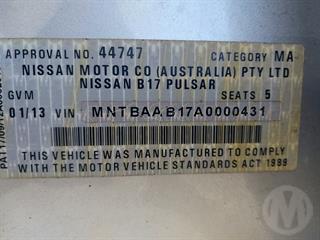 APPROVAL NO. 44747 CATEGORY MA
NISSAN MOTOR CO (AUSTRALIA) PTY LTD
NISSAN B17 PULSAR
GVM SEATS 5
01/13 VIN MNTBAAB17A0000431
THIS VEHICLE WAS MANUFACTURED TO COMPLY
WITH THE MOTOR VEHICLE STANDARDS ACT 1989